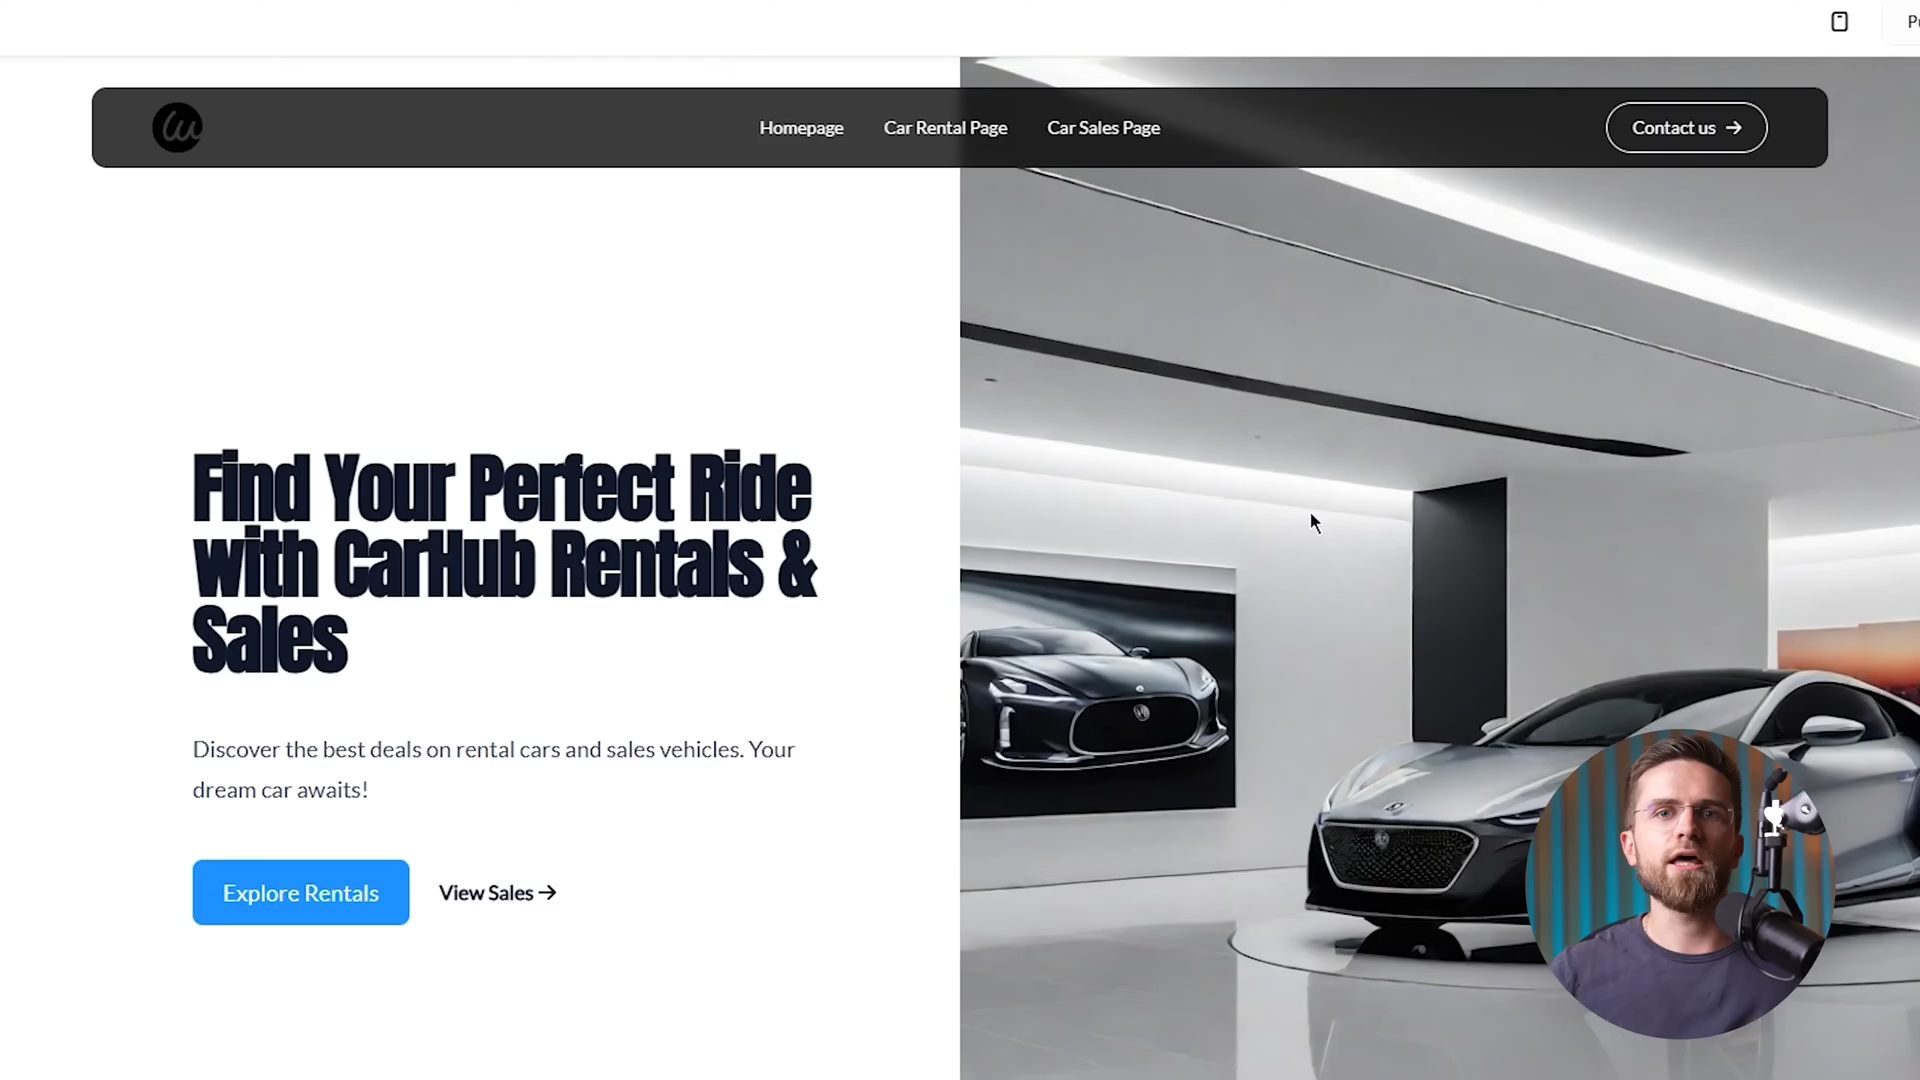 Homepage
Car Rental Page
Car Sales Page
Contact us
Find Your Perfect Ride
with CarHub Rentals &
Sales
Discover the best deals on rental cars and sales vehicles. Your
dream car awaits!
Explore Rentals
View Sales